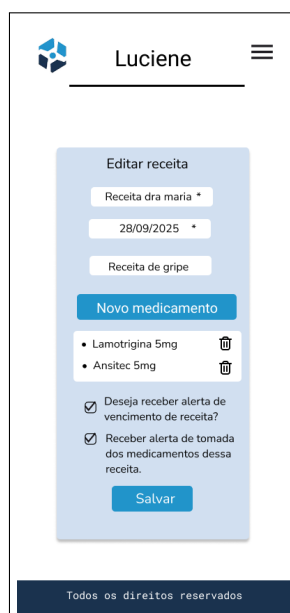 Luciene
Editar receita
Receita dra maria *
28/09/2025 *
Receita de gripe
Novo medicamento
• Lamotrigina 5mg
• Ansitec 5mg
Deseja receber alerta de
vencimento de receita?
Receber alerta de tomada
dos medicamentos dessa
receita.
Salvar
Todos os direitos reservados